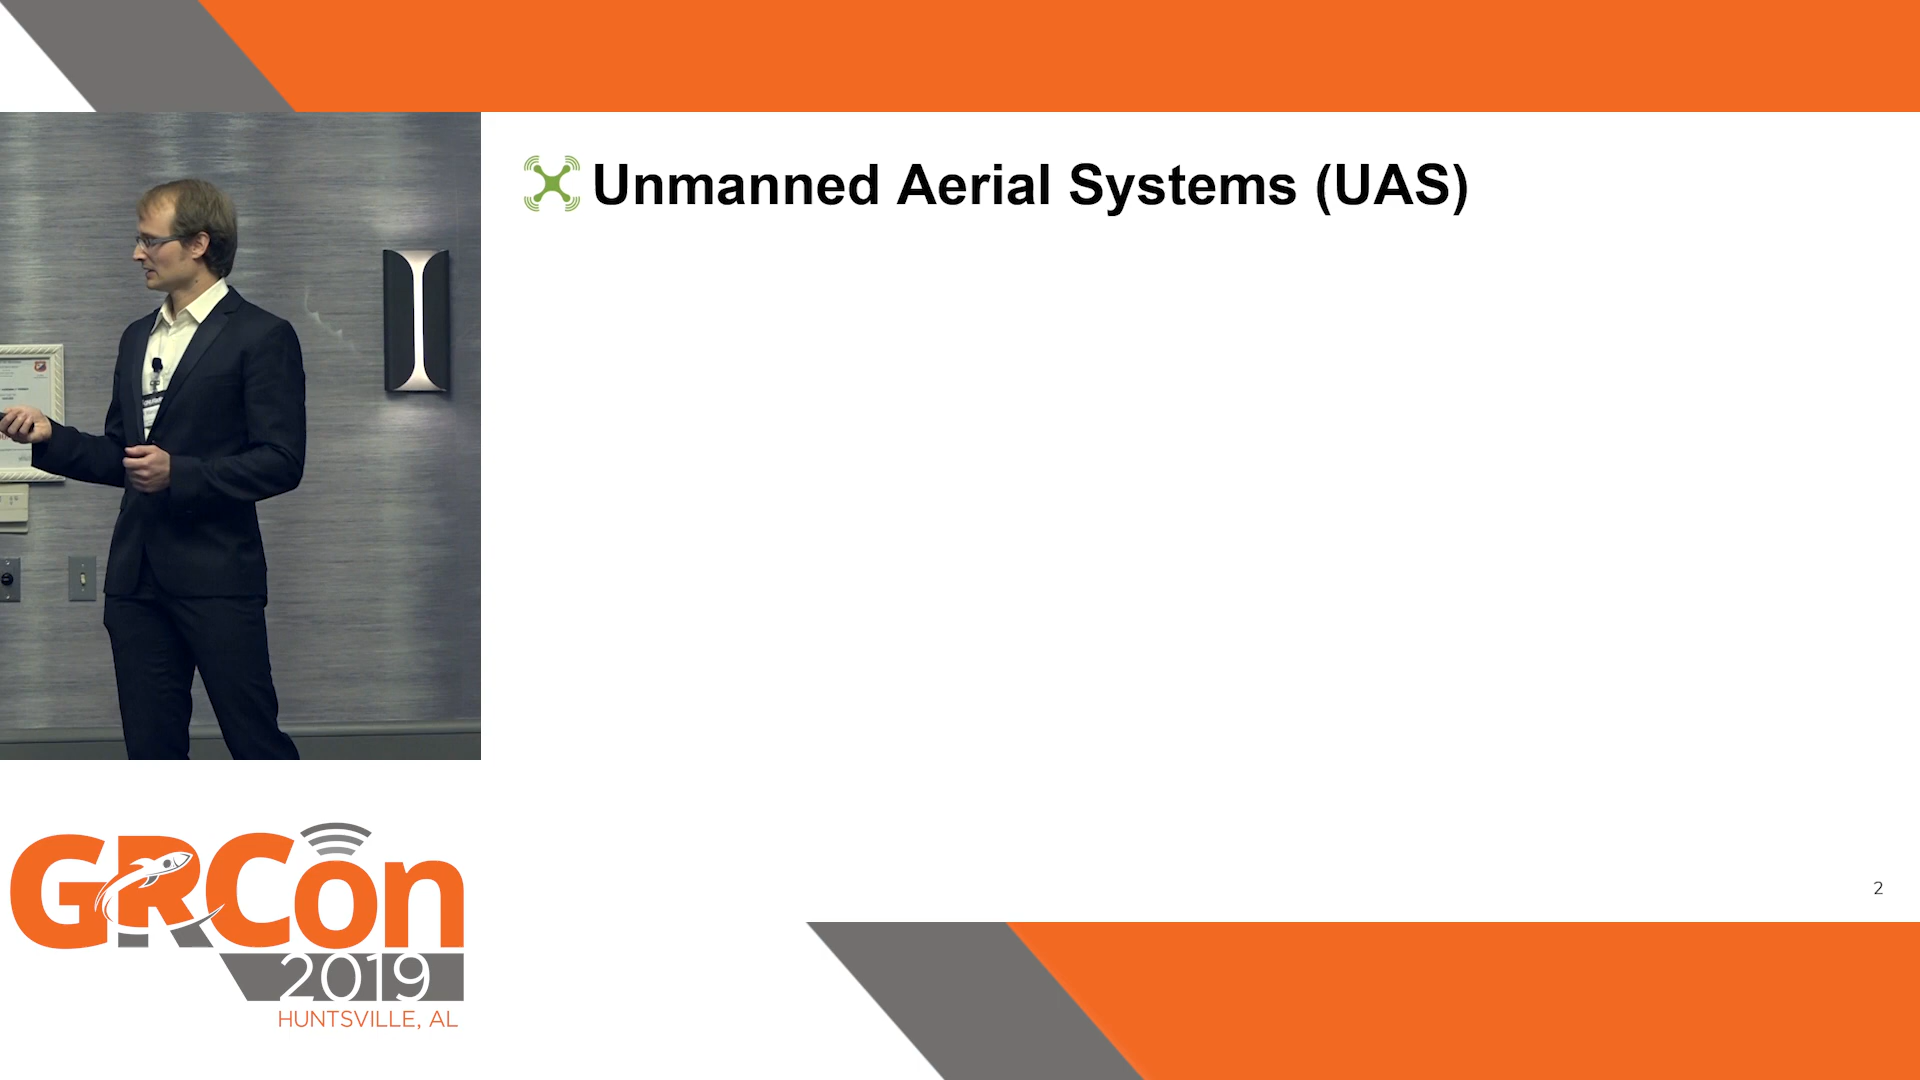 Unmanned Aerial Systems (UAS)
2
GRCon
2019
HUNTSVILLE, AL